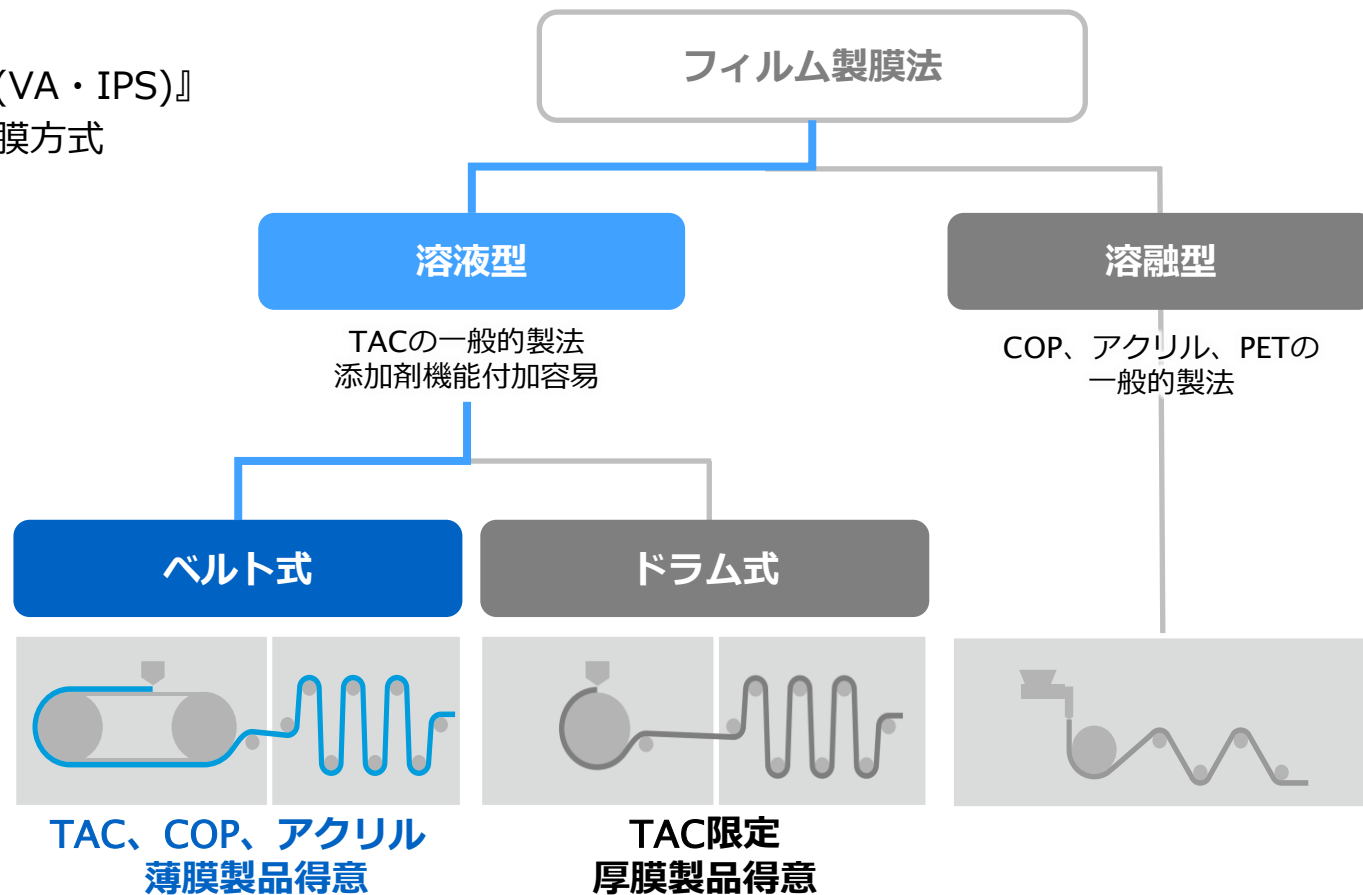 (VA・IPS)』
膜方式
フィルム製膜法
溶液型
溶融型
TACの一般的製法
添加剤機能付加容易
COP、アクリル、PETの
一般的製法
ベルト式
ドラム式
TAC、COP、アクリル
薄膜製品得意
TAC限定
厚膜製品得意